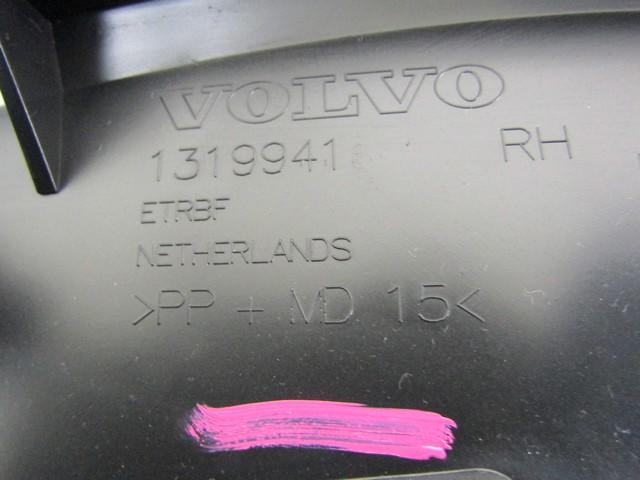 VOLVO
1319941 RH
ETRBF
NETHERLANDS
>PP + MD 15<